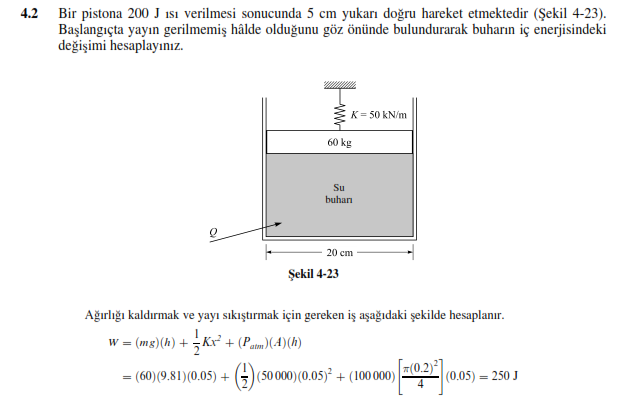 4.2 Bir pistona 200 J ısı verilmesi sonucunda 5 cm yukarı doğru hareket etmektedir (Şekil 4-23).
Başlangıçta yayın gerilmemiş hâlde olduğunu göz önünde bulundurarak buharın iç enerjisindeki
değişimi hesaplayınız.
K = 50 kN/m
60 kg
Su
buharı
Q
20 cm
Şekil 4-23
Ağırlığı kaldırmak ve yayı sıkıştırmak için gereken iş aşağıdaki şekilde hesaplanır.
W = (mg)(h) + 1/2 Kx² + (P_atm)(A)(h)
= (60)(9.81)(0.05) + (1/2)(50 000)(0.05)² + (100 000)[π(0.2)²/4](0.05) = 250 J